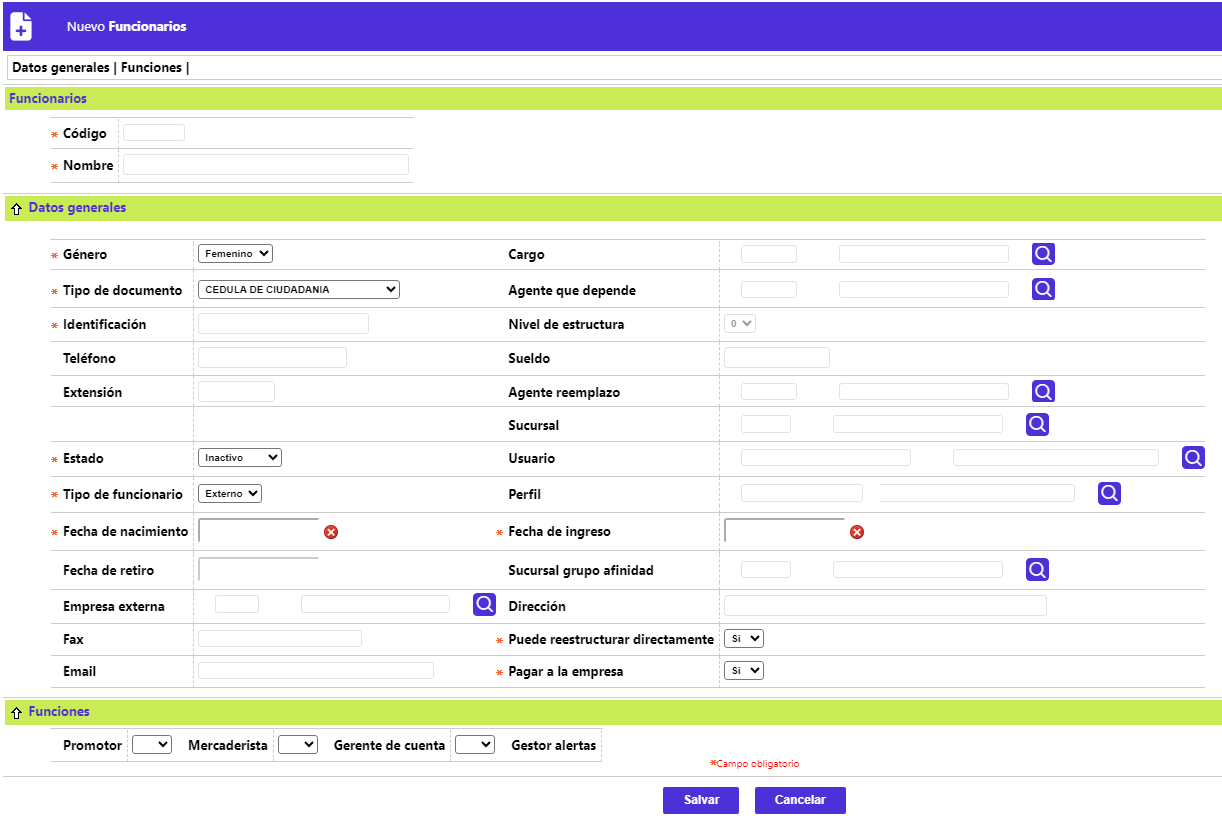 Nuevo Funcionarios
Datos generales | Funciones |
Funcionarios
* Código
* Nombre
Datos generales
* Género Femenino Cargo
* Tipo de documento CEDULA DE CIUDADANIA Agente que depende
* Identificación Nivel de estructura 0
Teléfono Sueldo
Extensión Agente reemplazo
Sucursal
* Estado Inactivo Usuario
* Tipo de funcionario Externo Perfil
* Fecha de nacimiento * Fecha de ingreso
Fecha de retiro Sucursal grupo afinidad
Empresa externa Dirección
Fax * Puede reestructurar directamente Si
Email * Pagar a la empresa Si
Funciones
Promotor Mercaderista Gerente de cuenta Gestor alertas
*Campo obligatorio
Salvar Cancelar